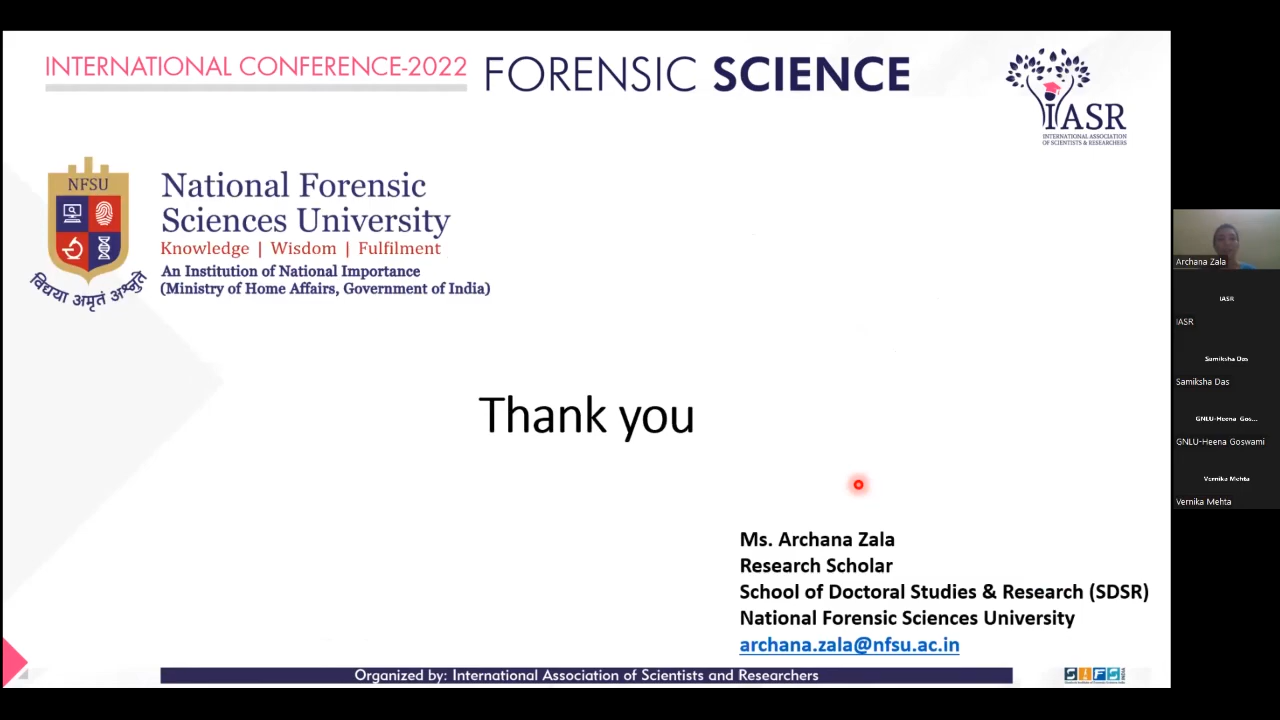 INTERNATIONAL CONFERENCE-2022 FORENSIC SCIENCE
IASR
INTERNATIONAL ASSOCIATION
OF SCIENTISTS & RESEARCHERS
NFSU
विद्यया अमृतं अश्नुते
National Forensic
Sciences University
Knowledge | Wisdom | Fulfilment
An Institution of National Importance
(Ministry of Home Affairs, Government of India)
Thank you
Ms. Archana Zala
Research Scholar
School of Doctoral Studies & Research (SDSR)
National Forensic Sciences University
archana.zala@nfsu.ac.in
Organized by: International Association of Scientists and Researchers
SIFS
INDIA
Archana Zala
IASR
IASR
Samiksha Das
Samiksha Das
GNLU-Heena Gos...
GNLU-Heena Goswami
Vernika Mehta
Vernika Mehta